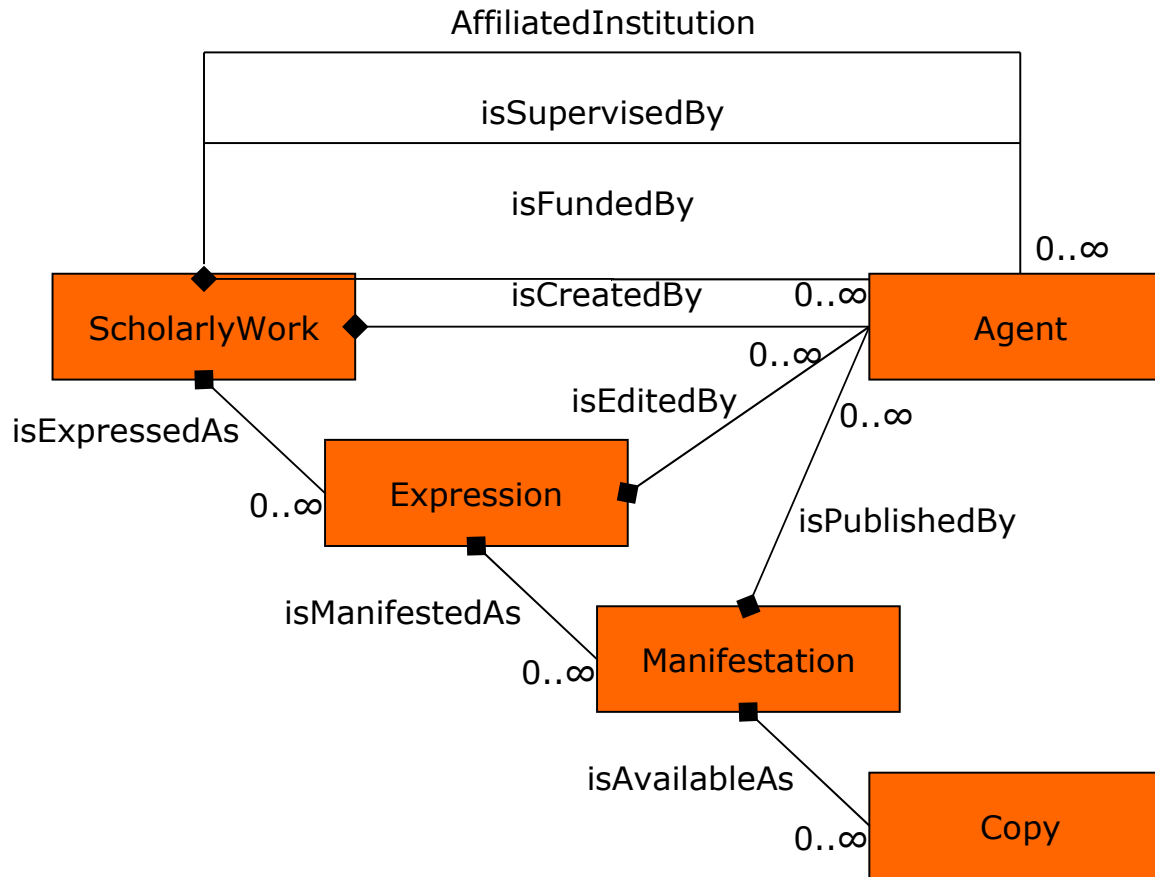 AffiliatedInstitution
isSupervisedBy
isFundedBy
0..∞
isCreatedBy
0..∞
ScholarlyWork
Agent
0..∞
isEditedBy
0..∞
isExpressedAs
Expression
0..∞
isPublishedBy
isManifestedAs
Manifestation
0..∞
isAvailableAs
Copy
0..∞